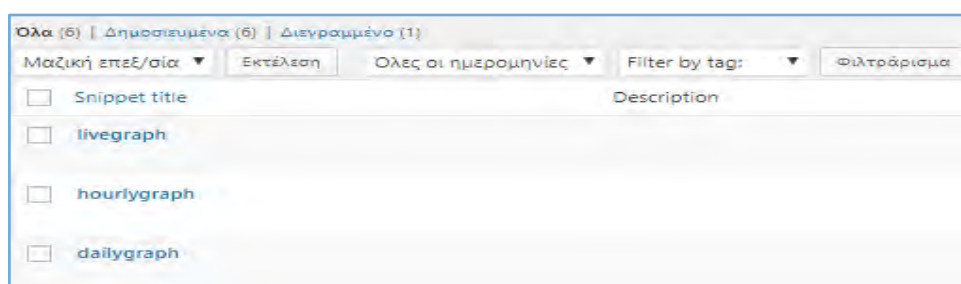 Όλα (6) | Δημοσιευμένα (6) | Διεγραμμένο (1)
Μαζική επεξ/σία Εκτέλεση Όλες οι ημερομηνίες Filter by tag: Φιλτράρισμα
Snippet title Description
livegraph
hourlygraph
dailygraph